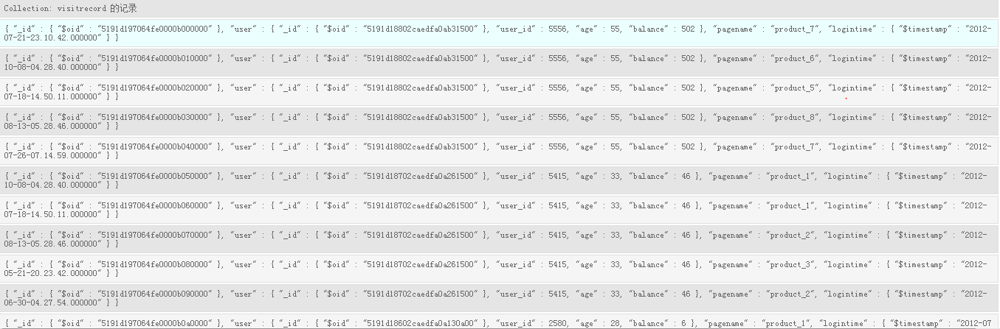 Collection: visitrecord 的记录
{ "_id" : { "$oid" : "5191d197064fe0000b000000" }, "user" : { "_id" : { "$oid" : "5191d18802caedfa0ab31500" }, "user_id" : 5556, "age" : 55, "balance" : 502 }, "pagename" : "product_7", "logintime" : { "$timestamp" : "2012-
07-21-23.10.42.000000" } }
{ "_id" : { "$oid" : "5191d197064fe0000b010000" }, "user" : { "_id" : { "$oid" : "5191d18802caedfa0ab31500" }, "user_id" : 5556, "age" : 55, "balance" : 502 }, "pagename" : "product_6", "logintime" : { "$timestamp" : "2012-
10-08-04.28.40.000000" } }
{ "_id" : { "$oid" : "5191d197064fe0000b020000" }, "user" : { "_id" : { "$oid" : "5191d18802caedfa0ab31500" }, "user_id" : 5556, "age" : 55, "balance" : 502 }, "pagename" : "product_5", "logintime" : { "$timestamp" : "2012-
07-18-14.50.11.000000" } }
{ "_id" : { "$oid" : "5191d197064fe0000b030000" }, "user" : { "_id" : { "$oid" : "5191d18802caedfa0ab31500" }, "user_id" : 5556, "age" : 55, "balance" : 502 }, "pagename" : "product_8", "logintime" : { "$timestamp" : "2012-
08-13-05.28.46.000000" } }
{ "_id" : { "$oid" : "5191d197064fe0000b040000" }, "user" : { "_id" : { "$oid" : "5191d18802caedfa0ab31500" }, "user_id" : 5556, "age" : 55, "balance" : 502 }, "pagename" : "product_7", "logintime" : { "$timestamp" : "2012-
07-26-07.14.59.000000" } }
{ "_id" : { "$oid" : "5191d197064fe0000b050000" }, "user" : { "_id" : { "$oid" : "5191d18702caedfa0a261500" }, "user_id" : 5415, "age" : 33, "balance" : 46 }, "pagename" : "product_1", "logintime" : { "$timestamp" : "2012-
10-08-04.28.40.000000" } }
{ "_id" : { "$oid" : "5191d197064fe0000b060000" }, "user" : { "_id" : { "$oid" : "5191d18702caedfa0a261500" }, "user_id" : 5415, "age" : 33, "balance" : 46 }, "pagename" : "product_1", "logintime" : { "$timestamp" : "2012-
07-18-14.50.11.000000" } }
{ "_id" : { "$oid" : "5191d197064fe0000b070000" }, "user" : { "_id" : { "$oid" : "5191d18702caedfa0a261500" }, "user_id" : 5415, "age" : 33, "balance" : 46 }, "pagename" : "product_2", "logintime" : { "$timestamp" : "2012-
08-13-05.28.46.000000" } }
{ "_id" : { "$oid" : "5191d197064fe0000b080000" }, "user" : { "_id" : { "$oid" : "5191d18702caedfa0a261500" }, "user_id" : 5415, "age" : 33, "balance" : 46 }, "pagename" : "product_3", "logintime" : { "$timestamp" : "2012-
05-21-20.23.42.000000" } }
{ "_id" : { "$oid" : "5191d197064fe0000b090000" }, "user" : { "_id" : { "$oid" : "5191d18702caedfa0a261500" }, "user_id" : 5415, "age" : 33, "balance" : 46 }, "pagename" : "product_2", "logintime" : { "$timestamp" : "2012-
06-30-04.27.54.000000" } }
{ "_id" : { "$oid" : "5191d197064fe0000b0a0000" }, "user" : { "_id" : { "$oid" : "5191d18602caedfa0a130a00" }, "user_id" : 2580, "age" : 28, "balance" : 6 }, "pagename" : "product_1", "logintime" : { "$timestamp" : "2012-07